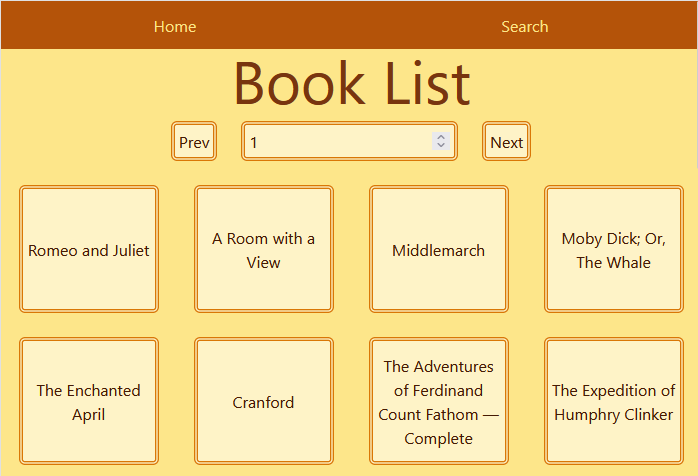 Home Search
Book List
Prev 1 Next
Romeo and Juliet
A Room with a
View
Middlemarch
Moby Dick; Or,
The Whale
The Enchanted
April
Cranford
The Adventures
of Ferdinand
Count Fathom —
Complete
The Expedition of
Humphry Clinker